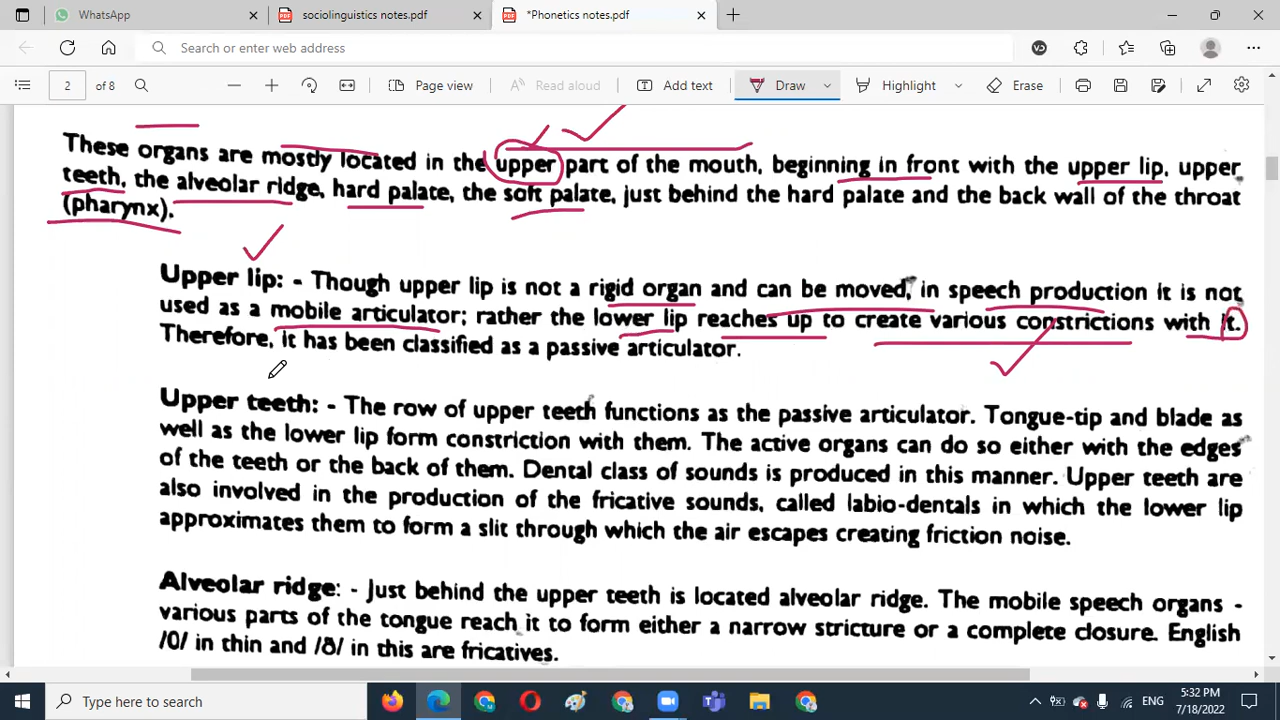 WhatsApp
sociolinguistics notes.pdf
*Phonetics notes.pdf
Search or enter web address
2 of 8
Page view
Read aloud
Add text
Draw
Highlight
Erase
These organs are mostly located in the upper part of the mouth, beginning in front with the upper lip, upper
teeth, the alveolar ridge, hard palate, the soft palate, just behind the hard palate and the back wall of the throat
(pharynx).
Upper lip: - Though upper lip is not a rigid organ and can be moved, in speech production it is not
used as a mobile articulator; rather the lower lip reaches up to create various constrictions with it.
Therefore, it has been classified as a passive articulator.
Upper teeth: - The row of upper teeth functions as the passive articulator. Tongue-tip and blade as
well as the lower lip form constriction with them. The active organs can do so either with the edges
of the teeth or the back of them. Dental class of sounds is produced in this manner. Upper teeth are
also involved in the production of the fricative sounds, called labio-dentals in which the lower lip
approximates them to form a slit through which the air escapes creating friction noise.
Alveolar ridge: - Just behind the upper teeth is located alveolar ridge. The mobile speech organs -
various parts of the tongue reach it to form either a narrow stricture or a complete closure. English
/0/ in thin and /ð/ in this are fricatives.
Type here to search
ENG
5:32 PM
7/18/2022